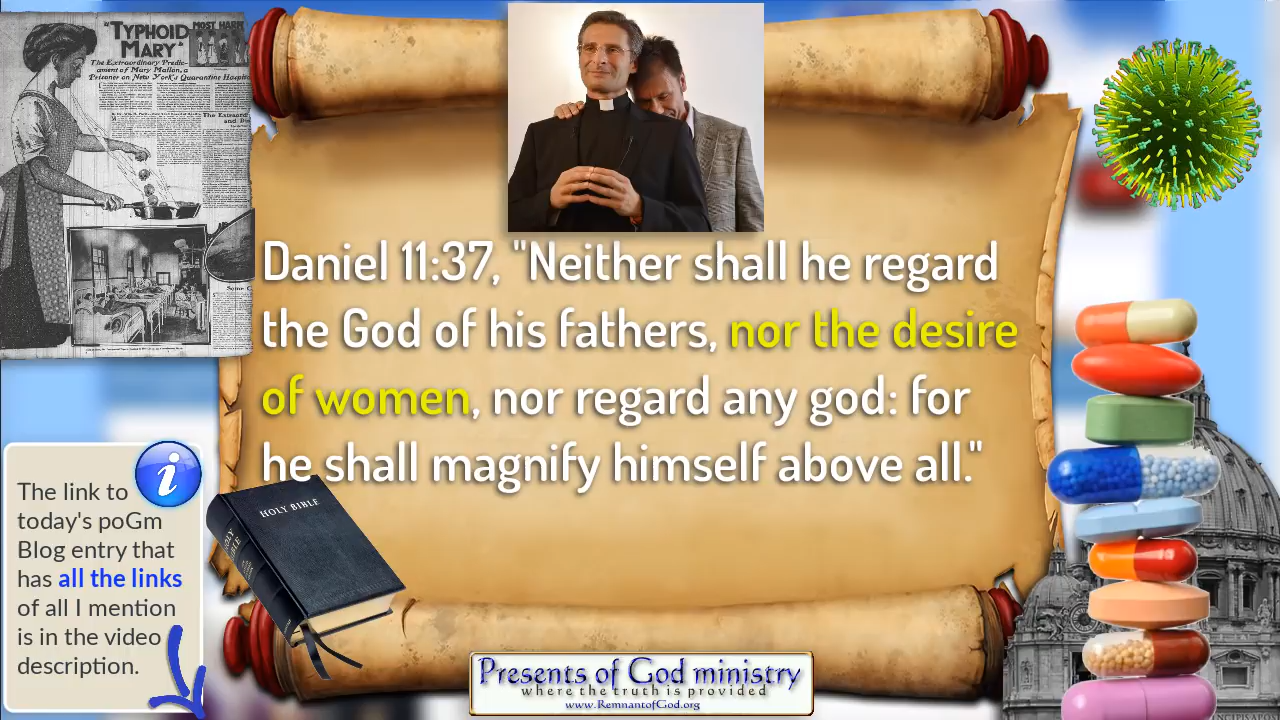 "TYPHOID
MARY"
MOST HARM
The Extraordinary Predic-
ament of Mary Mallon, a
Prisoner on New York's Quarantine Hospital
Daniel 11:37, "Neither shall he regard
the God of his fathers, nor the desire
of women, nor regard any god: for
he shall magnify himself above all."
The link to
today's poGm
Blog entry that
has all the links
of all I mention
is in the video
description.
HOLY BIBLE
HOLY
BIBLE
Presents of God ministry
where the truth is provided
www.RemnantofGod.org